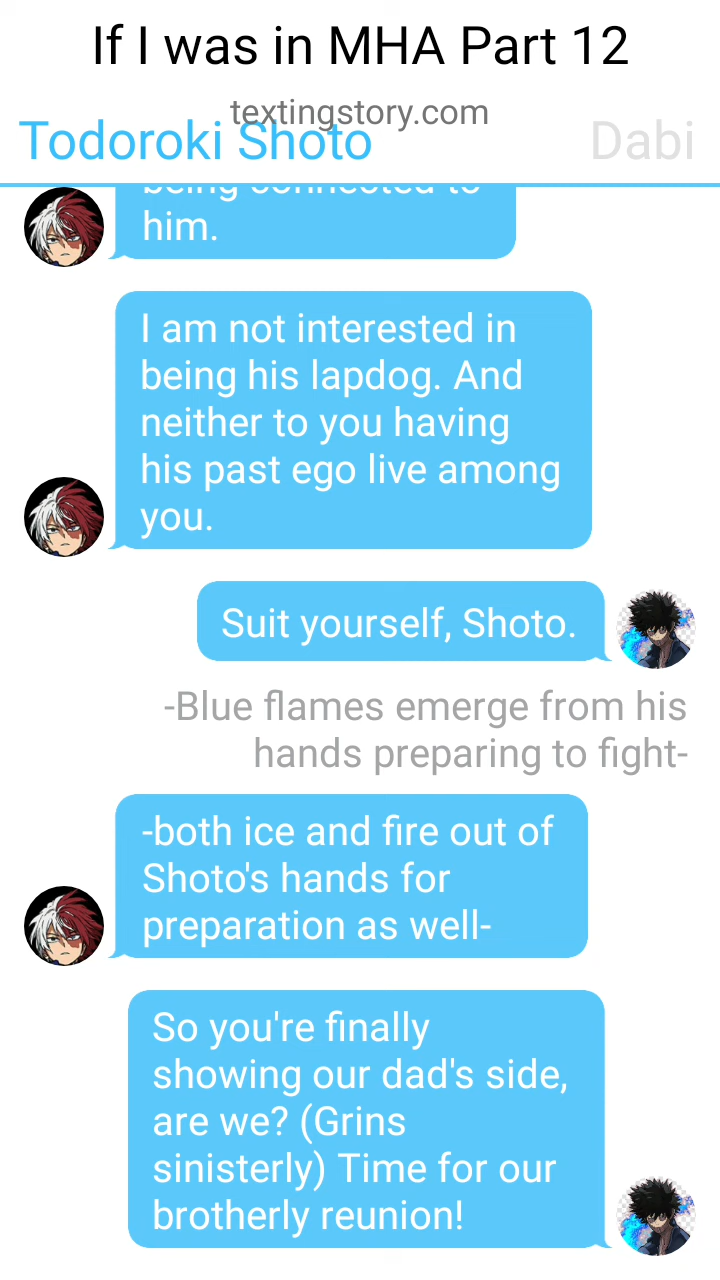 If I was in MHA Part 12
textingstory.com
Todoroki Shoto
Dabi
being connected to
him.
I am not interested in
being his lapdog. And
neither to you having
his past ego live among
you.
Suit yourself, Shoto.
-Blue flames emerge from his
hands preparing to fight-
-both ice and fire out of
Shoto's hands for
preparation as well-
So you're finally
showing our dad's side,
are we? (Grins
sinisterly) Time for our
brotherly reunion!